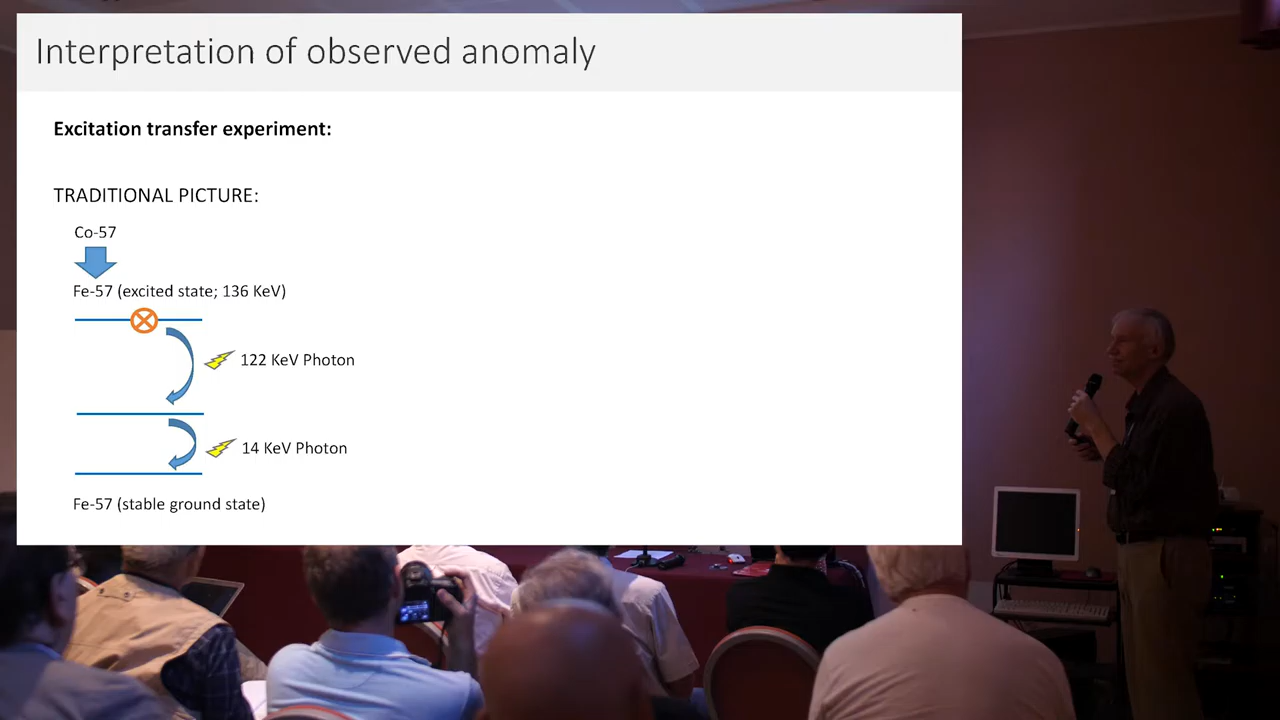 Interpretation of observed anomaly
Excitation transfer experiment:
TRADITIONAL PICTURE:
Co-57
Fe-57 (excited state; 136 KeV)
122 KeV Photon
14 KeV Photon
Fe-57 (stable ground state)